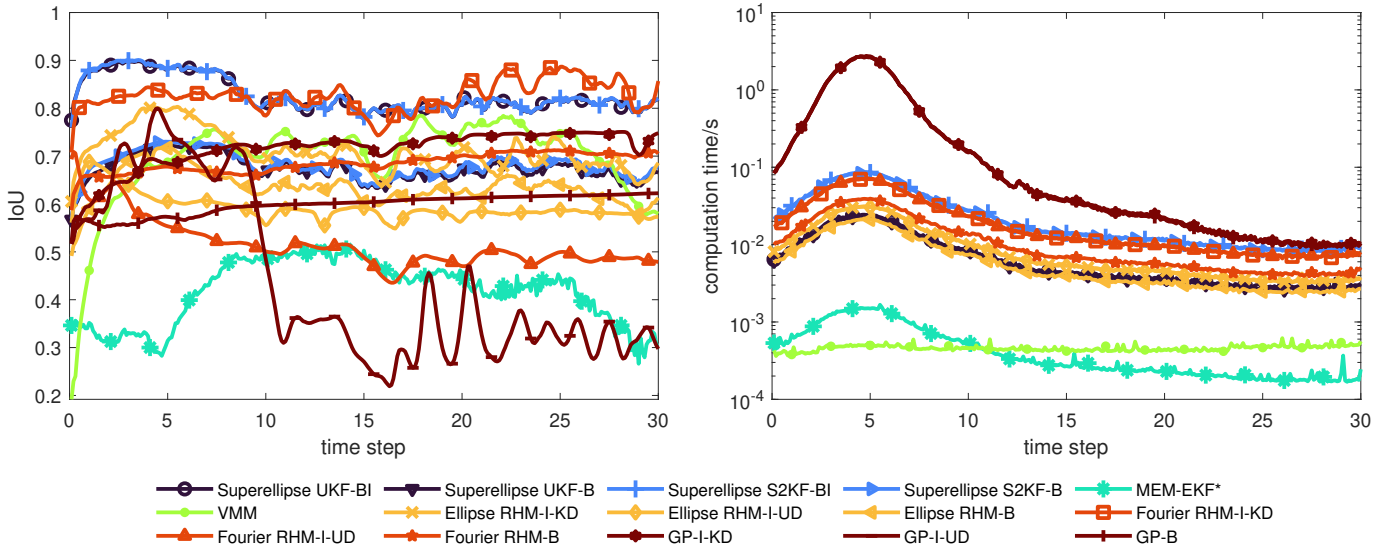 1
0.9
0.8
0.7
0.6
0.5
0.4
0.3
0.2
IoU
0 5 10 15 20 25 30
time step
10^1
10^0
10^-1
10^-2
10^-3
10^-4
computation time/s
0 5 10 15 20 25 30
time step
Superellipse UKF-BI Superellipse UKF-B Superellipse S2KF-BI Superellipse S2KF-B MEM-EKF*
VMM Ellipse RHM-I-KD Ellipse RHM-I-UD Ellipse RHM-B Fourier RHM-I-KD
Fourier RHM-I-UD Fourier RHM-B GP-I-KD GP-I-UD GP-B